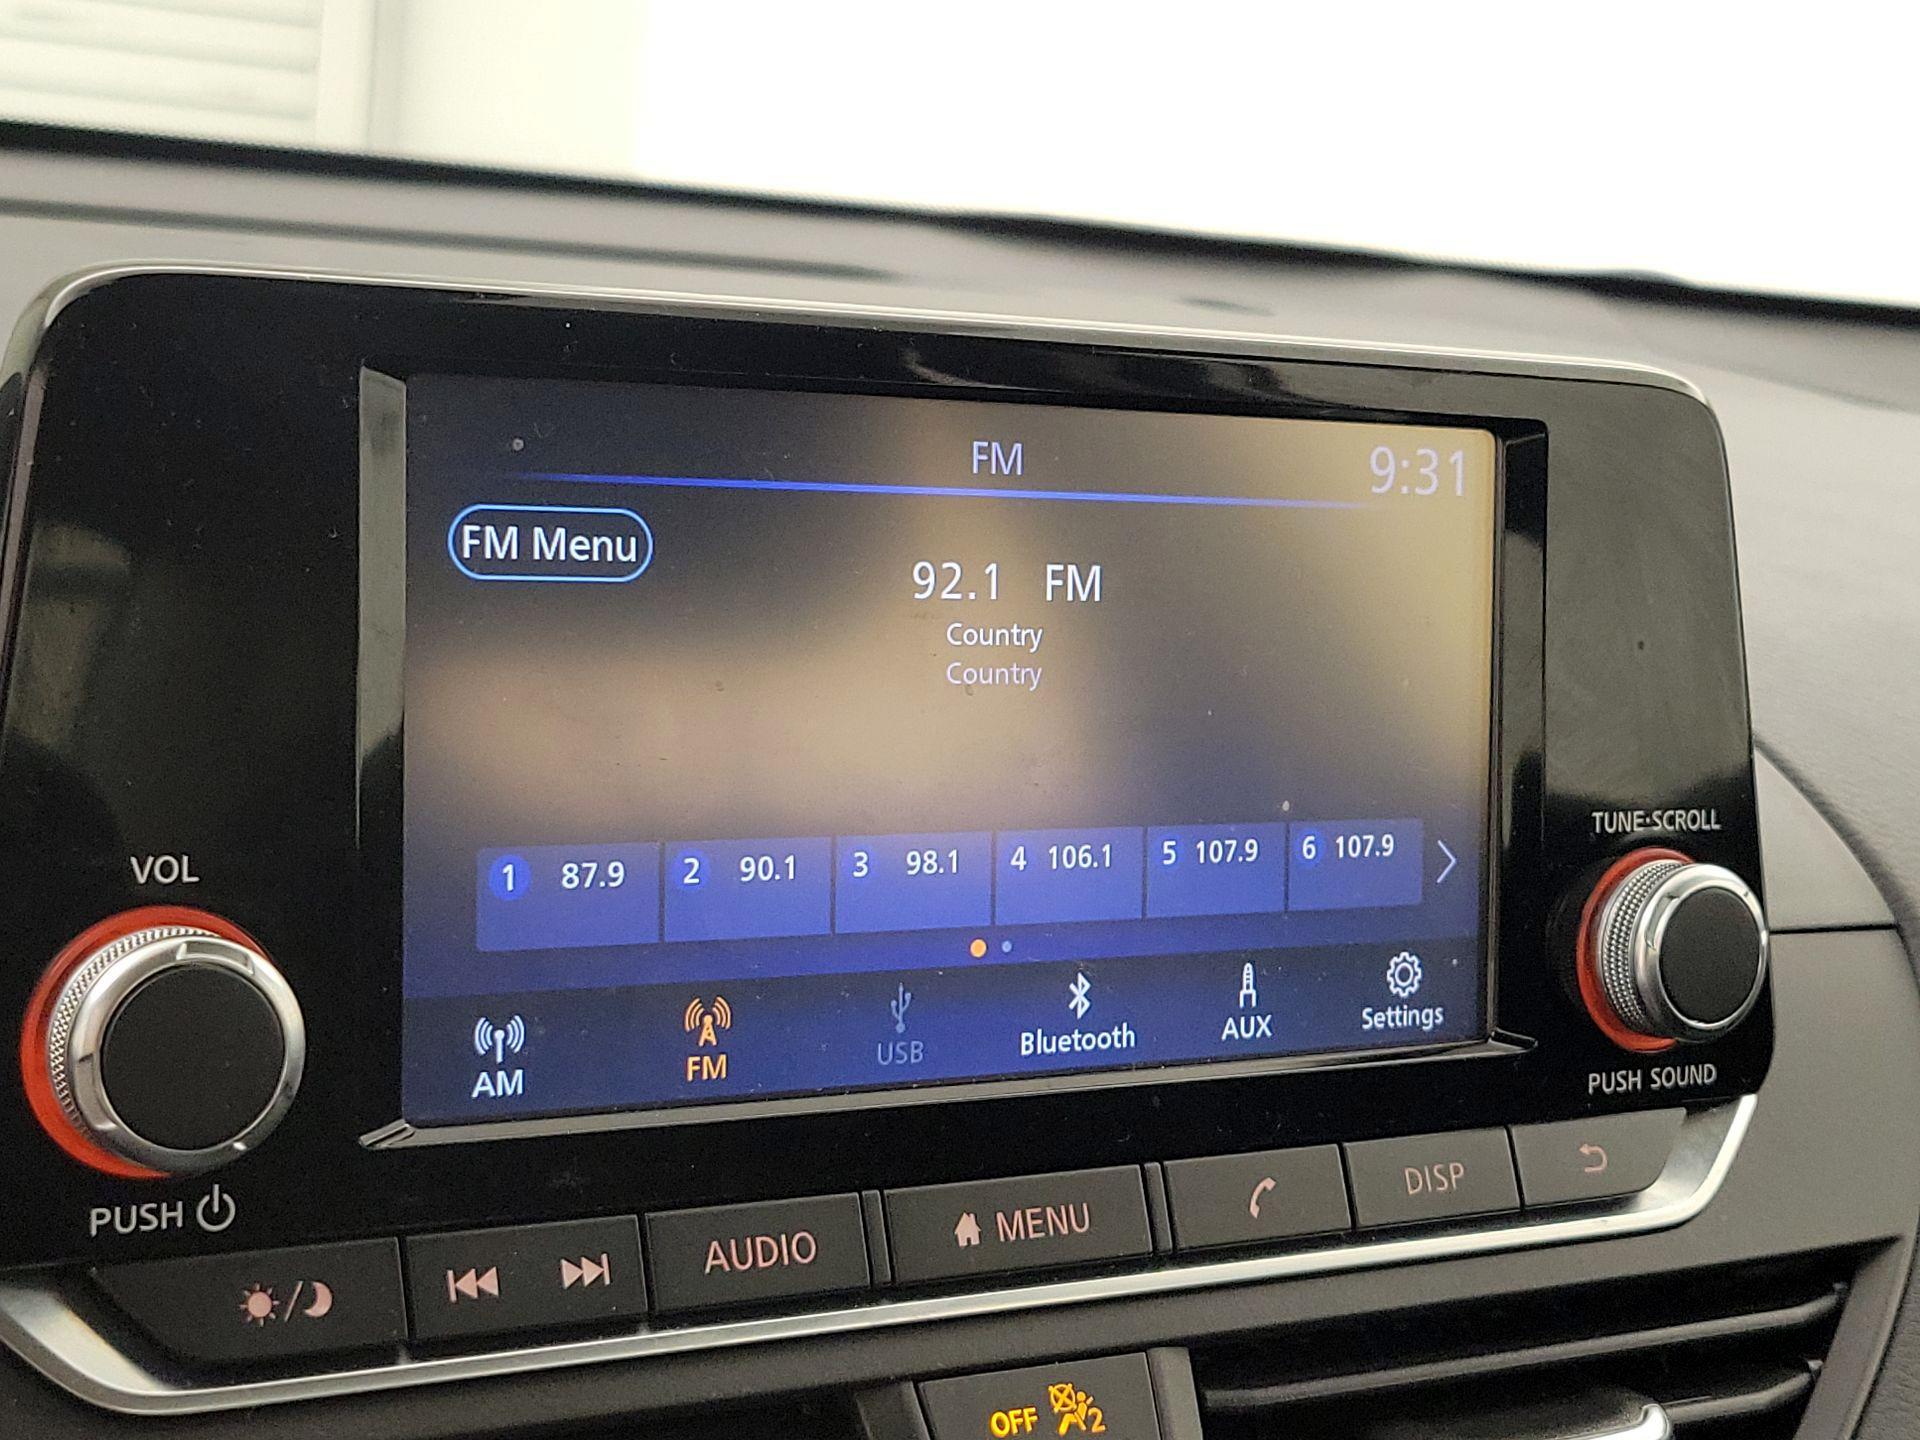 FM
9:31
FM Menu
92.1 FM
Country
Country
1 87.9
2 90.1
3 98.1
4 106.1
5 107.9
6 107.9
AM
FM
USB
Bluetooth
AUX
Settings
VOL
PUSH
TUNE·SCROLL
PUSH SOUND
AUDIO
MENU
DISP
OFF
2